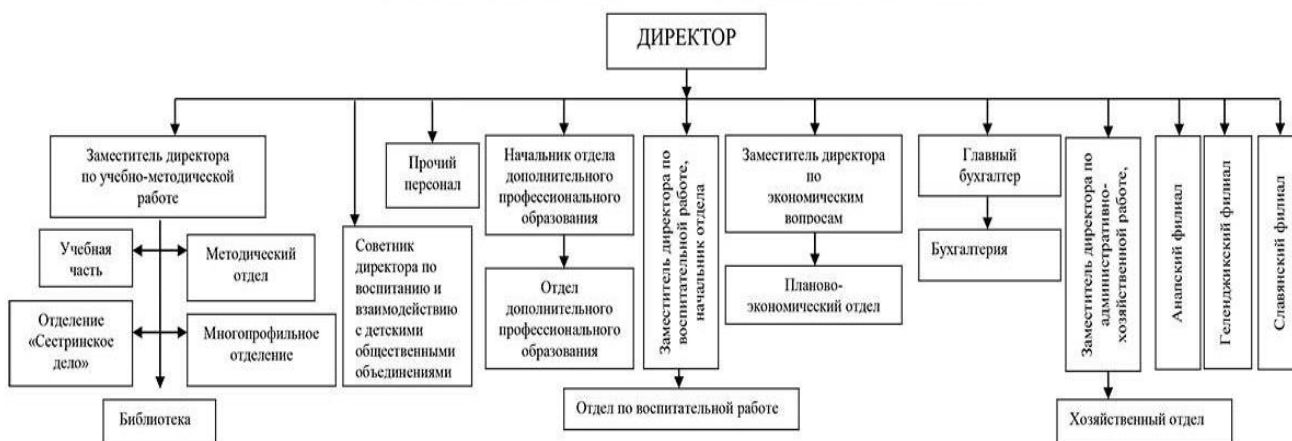 ДИРЕКТОР
Заместитель директора
по учебно-методической
работе
Учебная
часть
Методический
отдел
Отделение
«Сестринское
дело»
Многопрофильное
отделение
Библиотека
Советник
директора по
воспитанию и
взаимодействию
с детскими
общественными
объединениями
Прочий
персонал
Начальник отдела
дополнительного
профессионального
образования
Отдел
дополнительного
профессионального
образования
Заместитель директора по
воспитательной работе,
начальник отдела
Отдел по воспитательной работе
Заместитель директора
по
экономическим
вопросам
Планово-
экономический отдел
Главный
бухгалтер
Бухгалтерия
Заместитель директора по
административно-
хозяйственной работе,
Хозяйственный отдел
Анапский филиал
Геленджикский филиал
Славянский филиал